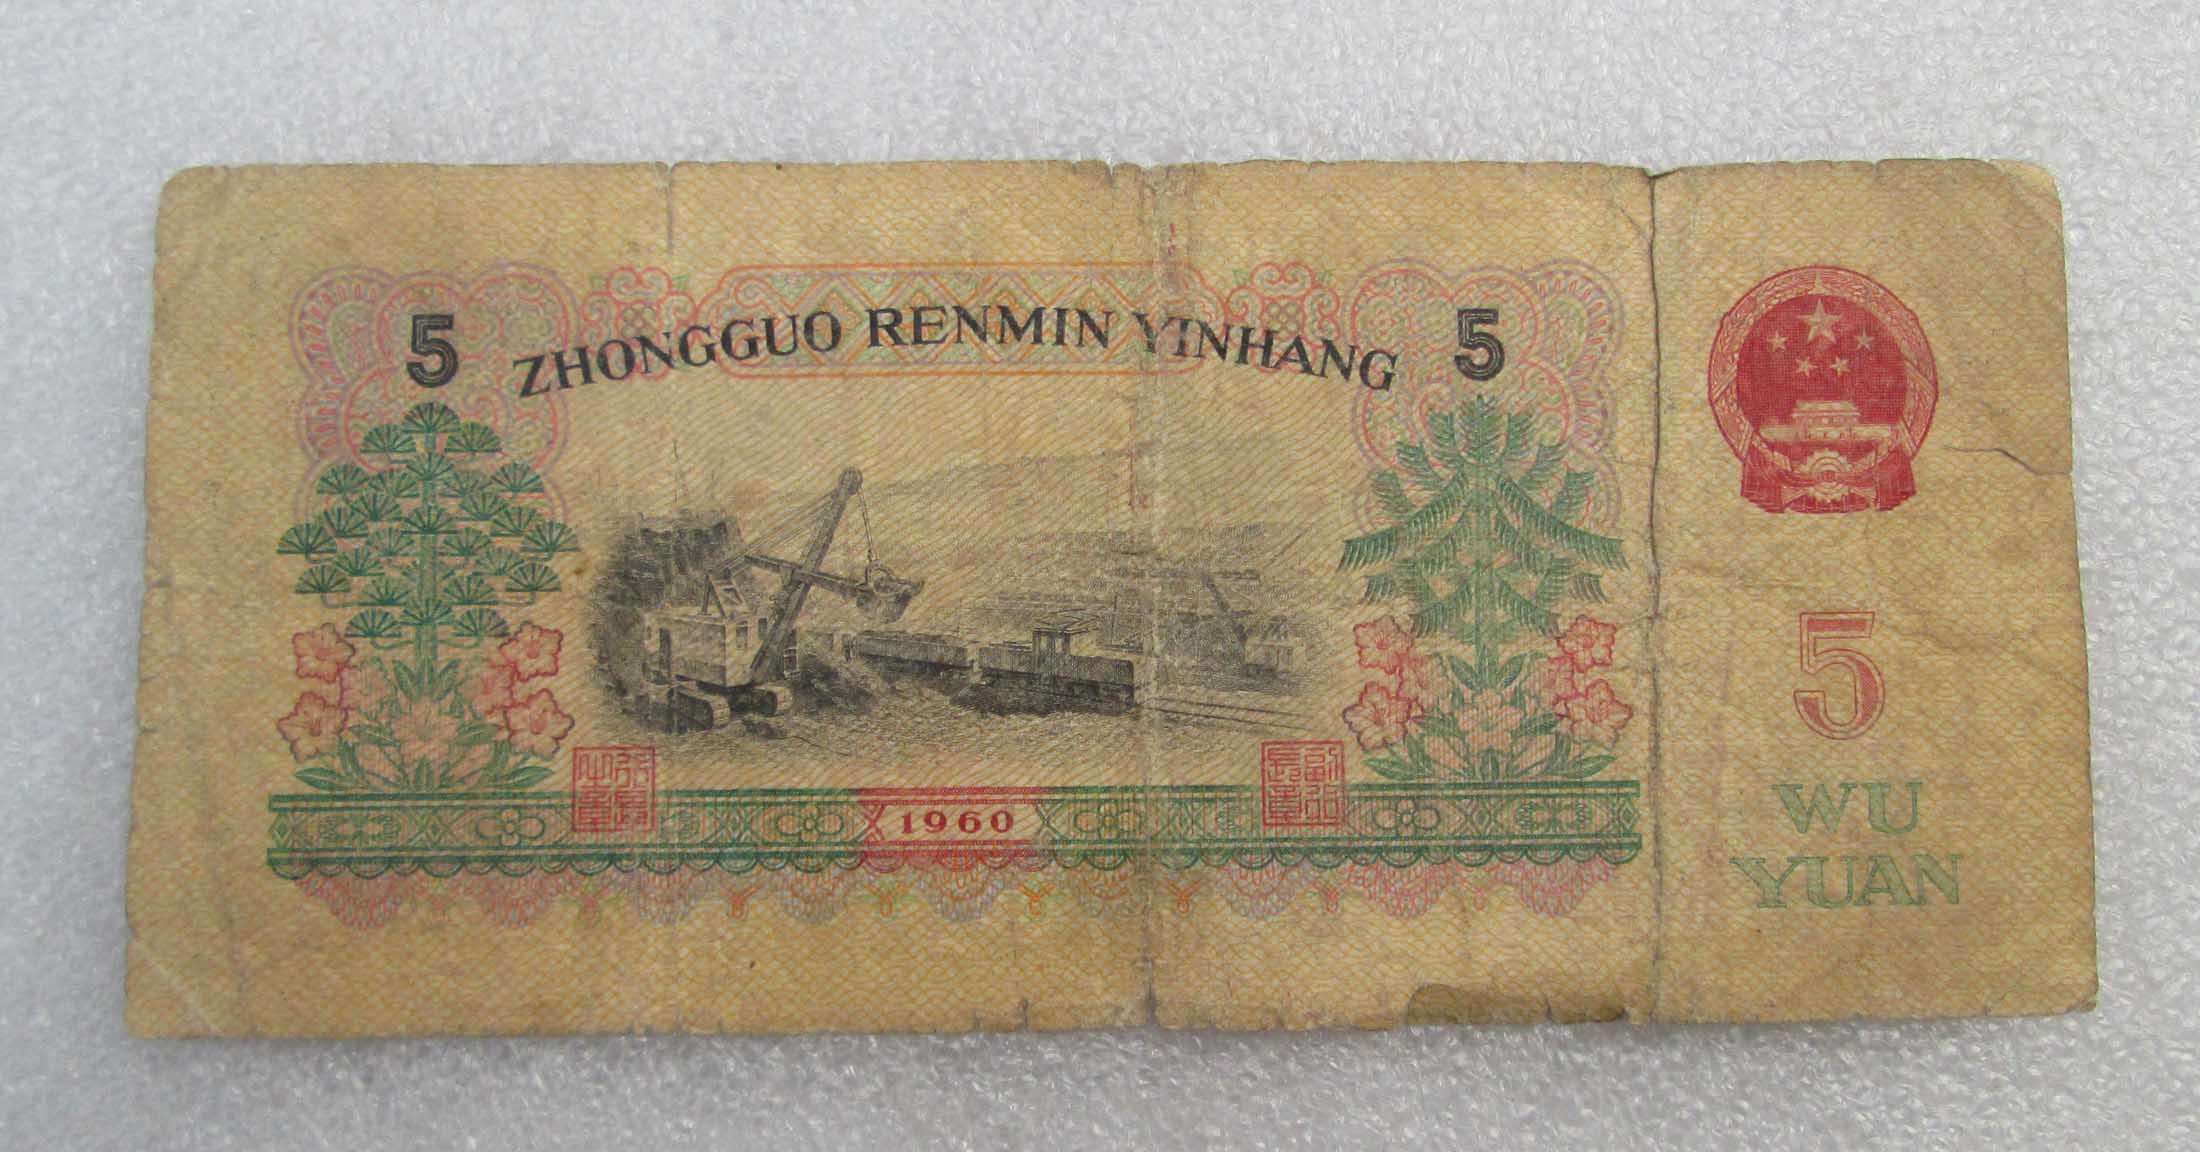 5 ZHONGGUO RENMIN YINHANG 5
1960
5
WU
YUAN